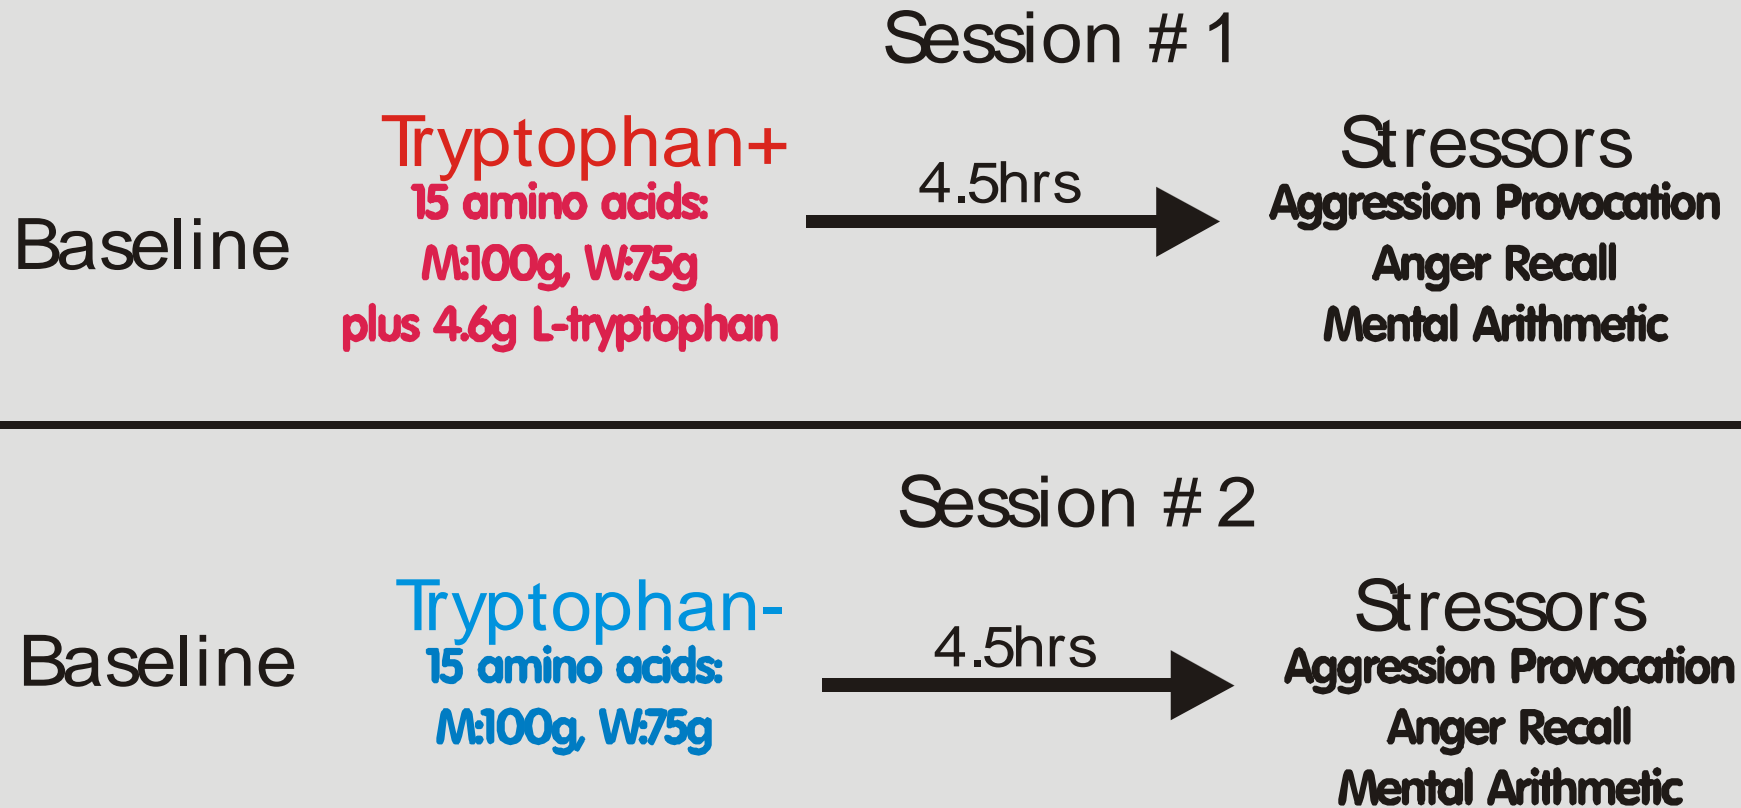 Session #1
Tryptophan+
15 amino acids:
M:100g, W:75g
plus 4.6g L-tryptophan
Baseline
4.5hrs
Stressors
Aggression Provocation
Anger Recall
Mental Arithmetic
Session #2
Tryptophan-
15 amino acids:
M:100g, W:75g
Baseline
4.5hrs
Stressors
Aggression Provocation
Anger Recall
Mental Arithmetic